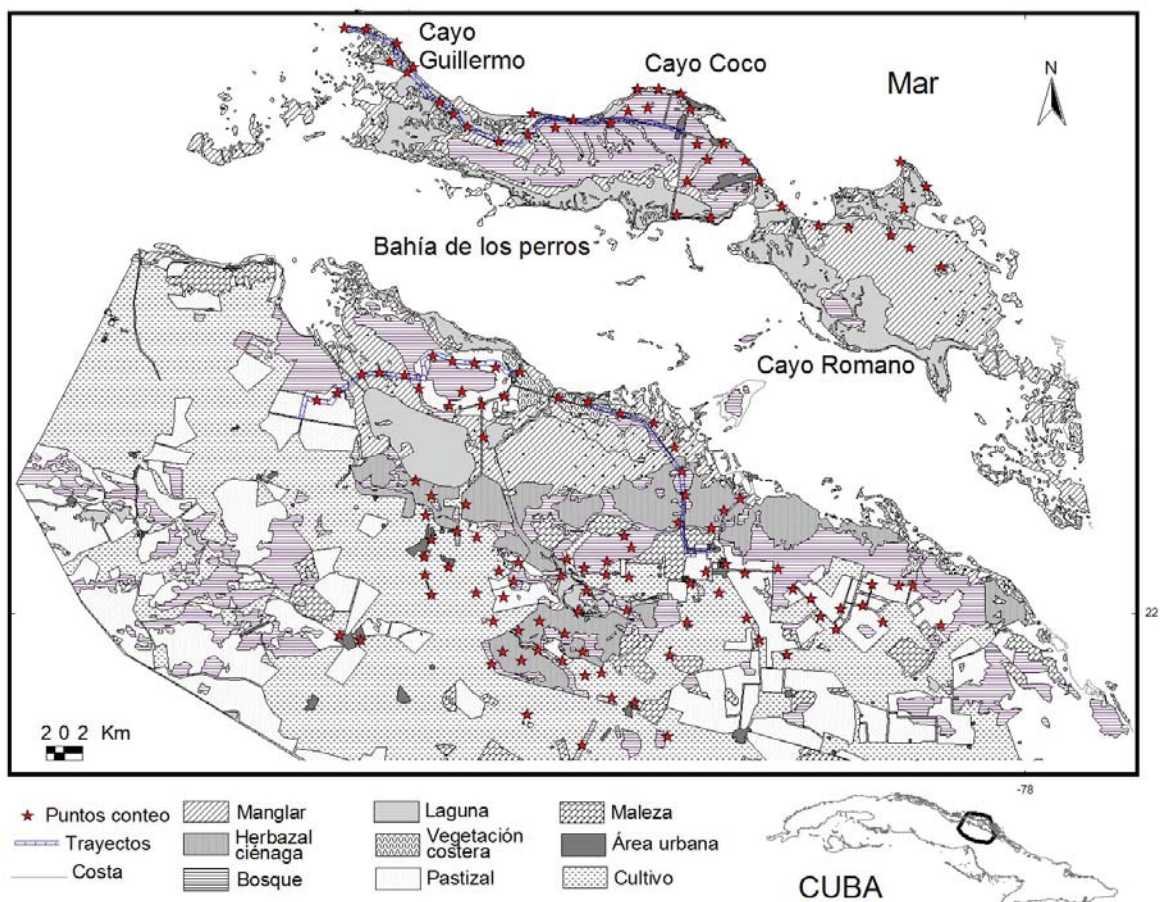 Cayo
Guillermo
Cayo Coco
Mar
N
Bahía de los perros
Cayo Romano
22
2 0 2 Km
-78
Puntos conteo
Trayectos
Costa
Manglar
Herbazal
ciénaga
Bosque
Laguna
Vegetación
costera
Pastizal
Maleza
Área urbana
Cultivo
CUBA